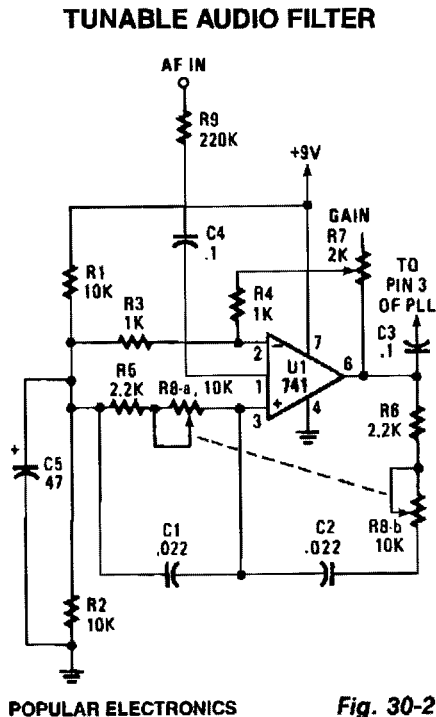 TUNABLE AUDIO FILTER
AF IN
R9
220K
+9V
GAIN
R7
2K
C4
.1
TO
PIN 3
OF PLL
R1
10K
R3
1K
R4
1K
C3
.1
2
7
U1
741
6
1
4
3
R5
2.2K
R8-a, 10K
R6
2.2K
+
C5
47
C1
.022
C2
.022
R8-b
10K
R2
10K
POPULAR ELECTRONICS
Fig. 30-2